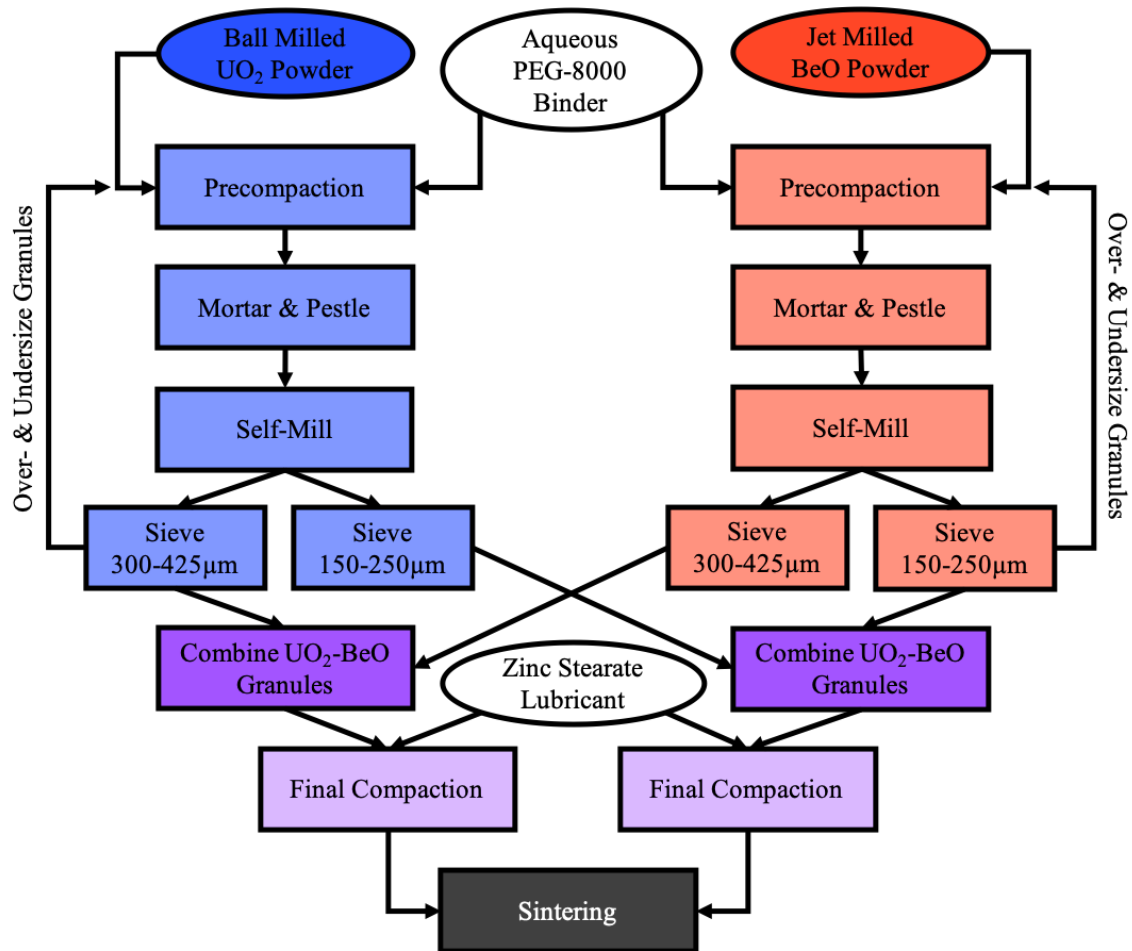 Ball Milled
UO₂ Powder
Aqueous
PEG-8000
Binder
Jet Milled
BeO Powder
Precompaction
Precompaction
Over- & Undersize Granules
Over- & Undersize Granules
Mortar & Pestle
Mortar & Pestle
Self-Mill
Self-Mill
Sieve
300-425µm
Sieve
150-250µm
Sieve
300-425µm
Sieve
150-250µm
Combine UO₂-BeO
Granules
Zinc Stearate
Lubricant
Combine UO₂-BeO
Granules
Final Compaction
Final Compaction
Sintering